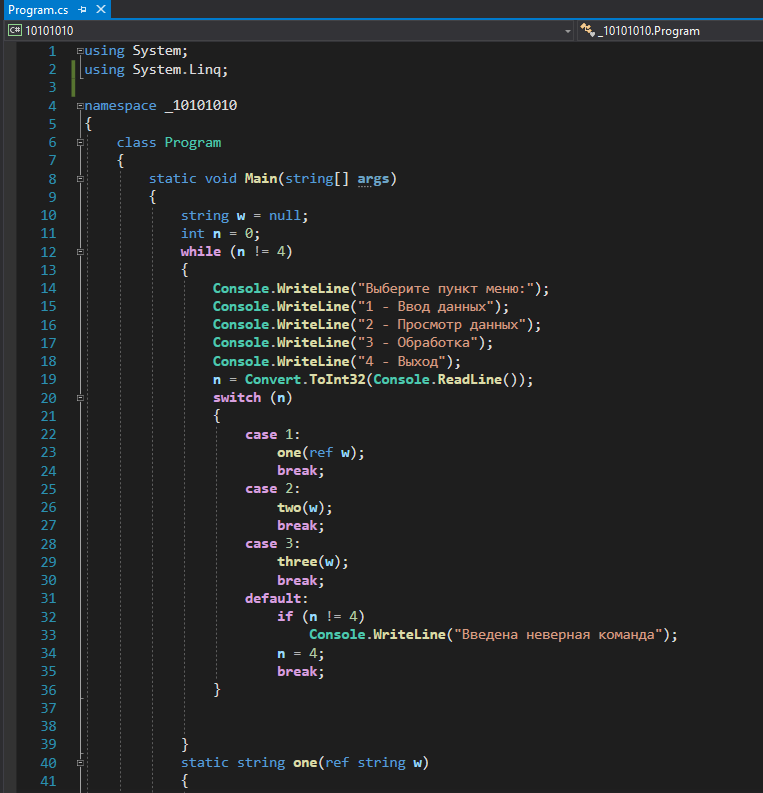 Program.cs
C# 10101010 _10101010.Program
1 using System;
2 using System.Linq;
3
4 namespace _10101010
5 {
6 class Program
7 {
8 static void Main(string[] args)
9 {
10 string w = null;
11 int n = 0;
12 while (n != 4)
13 {
14 Console.WriteLine("Выберите пункт меню:");
15 Console.WriteLine("1 - Ввод данных");
16 Console.WriteLine("2 - Просмотр данных");
17 Console.WriteLine("3 - Обработка");
18 Console.WriteLine("4 - Выход");
19 n = Convert.ToInt32(Console.ReadLine());
20 switch (n)
21 {
22 case 1:
23 one(ref w);
24 break;
25 case 2:
26 two(w);
27 break;
28 case 3:
29 three(w);
30 break;
31 default:
32 if (n != 4)
33 Console.WriteLine("Введена неверная команда");
34 n = 4;
35 break;
36 }
37
38
39 }
40 static string one(ref string w)
41 {